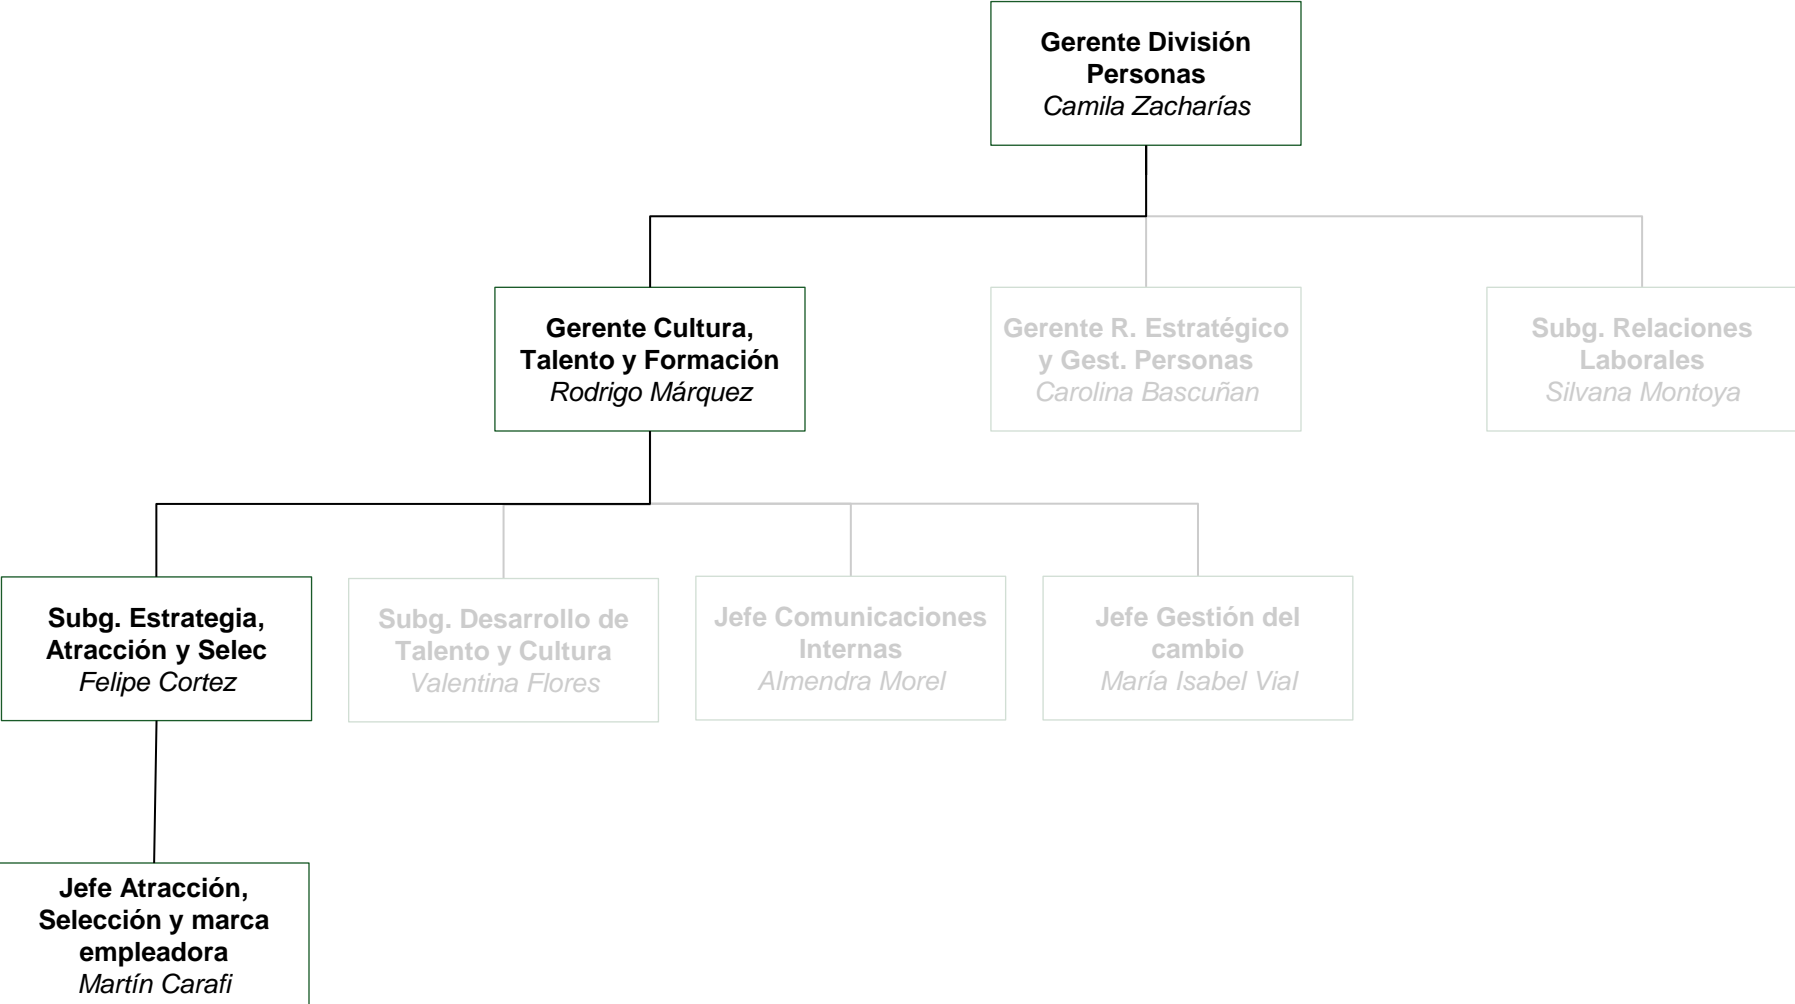 Gerente División
Personas
Camila Zacharías
Gerente Cultura,
Talento y Formación
Rodrigo Márquez
Gerente R. Estratégico
y Gest. Personas
Carolina Bascuñan
Subg. Relaciones
Laborales
Silvana Montoya
Subg. Estrategia,
Atracción y Selec
Felipe Cortez
Subg. Desarrollo de
Talento y Cultura
Valentina Flores
Jefe Comunicaciones
Internas
Almendra Morel
Jefe Gestión del
cambio
María Isabel Vial
Jefe Atracción,
Selección y marca
empleadora
Martín Carafi